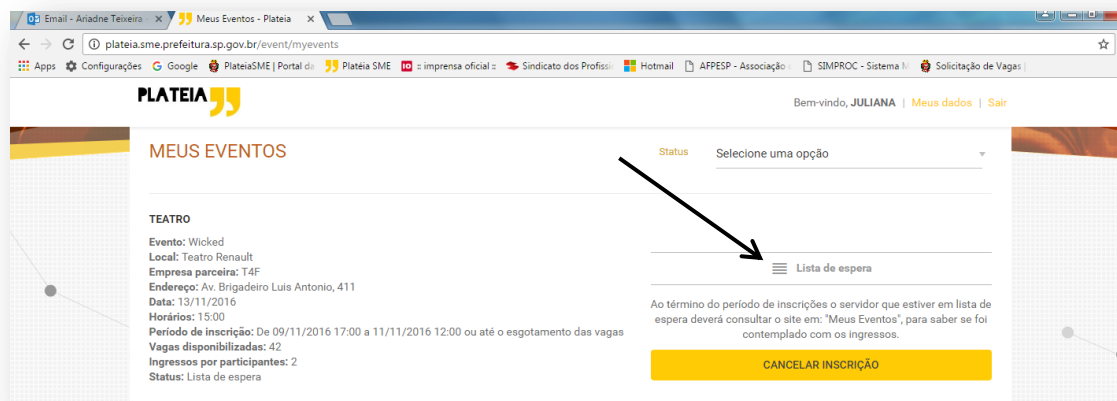 Email - Ariadne Teixeira
Meus Eventos - Plateia
plateia.sme.prefeitura.sp.gov.br/event/myevents
Apps Configurações Google PlateiaSME | Portal da Platéia SME :: imprensa oficial :: Sindicato dos Profissio Hotmail AFPESP - Associação SIMPROC - Sistema M Solicitação de Vagas |
PLATEIA
Bem-vindo, JULIANA | Meus dados | Sair
MEUS EVENTOS
Status Selecione uma opção
TEATRO
Evento: Wicked
Local: Teatro Renault
Empresa parceira: T4F
Endereço: Av. Brigadeiro Luis Antonio, 411
Data: 13/11/2016
Horários: 15:00
Período de inscrição: De 09/11/2016 17:00 a 11/11/2016 12:00 ou até o esgotamento das vagas
Vagas disponibilizadas: 42
Ingressos por participantes: 2
Status: Lista de espera
Lista de espera
Ao término do período de inscrições o servidor que estiver em lista de
espera deverá consultar o site em: "Meus Eventos", para saber se foi
contemplado com os ingressos.
CANCELAR INSCRIÇÃO